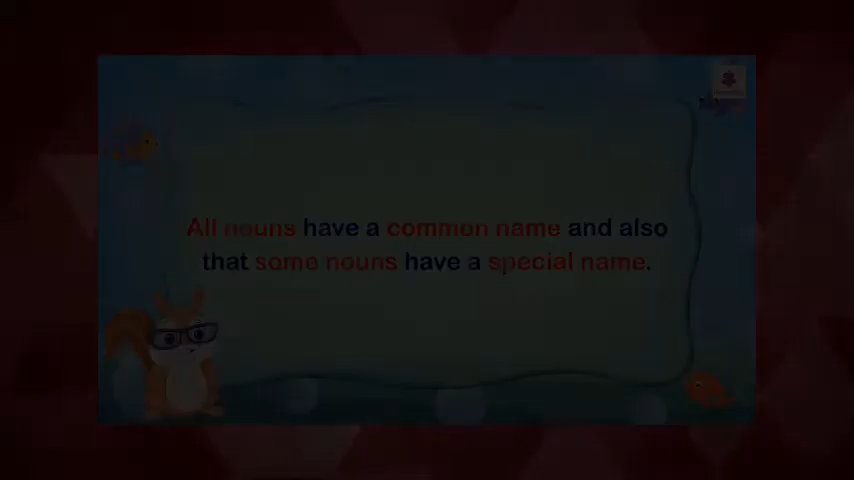 All nouns have a common name and also
that some nouns have a special name.